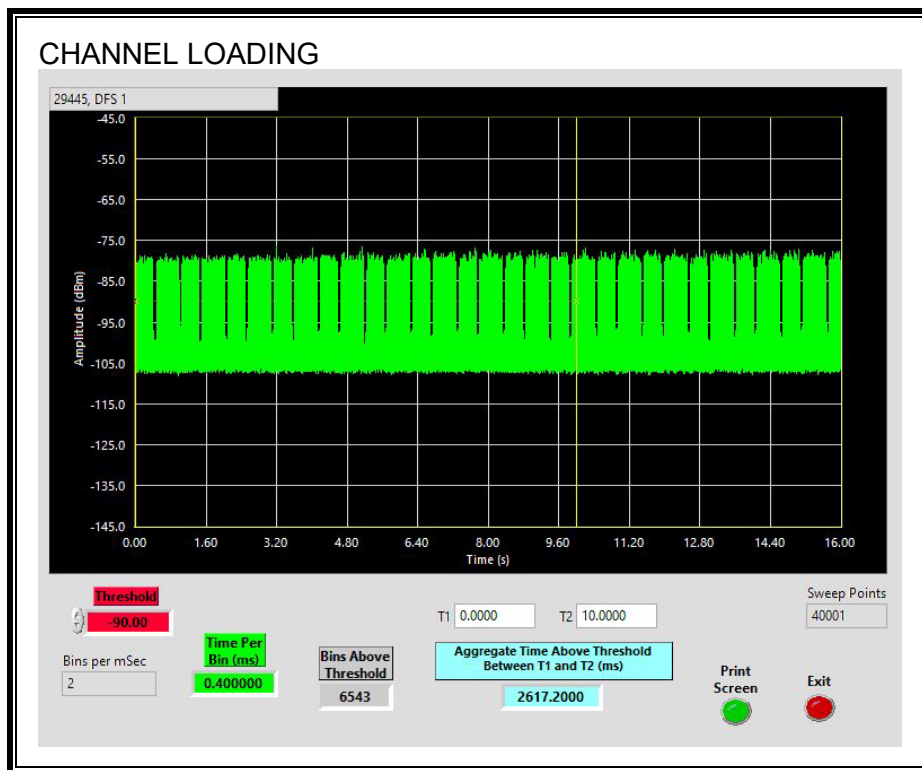 CHANNEL LOADING
29445, DFS 1
-45.0
-55.0
-65.0
-75.0
-85.0
-95.0
-105.0
-115.0
-125.0
-135.0
-145.0
Amplitude (dBm)
0.00 1.60 3.20 4.80 6.40 8.00 9.60 11.20 12.80 14.40 16.00
Time (s)
Threshold
-90.00
Bins per mSec
2
Time Per
Bin (ms)
0.400000
Bins Above
Threshold
6543
T1 0.0000 T2 10.0000
Aggregate Time Above Threshold
Between T1 and T2 (ms)
2617.2000
Sweep Points
40001
Print
Screen
Exit